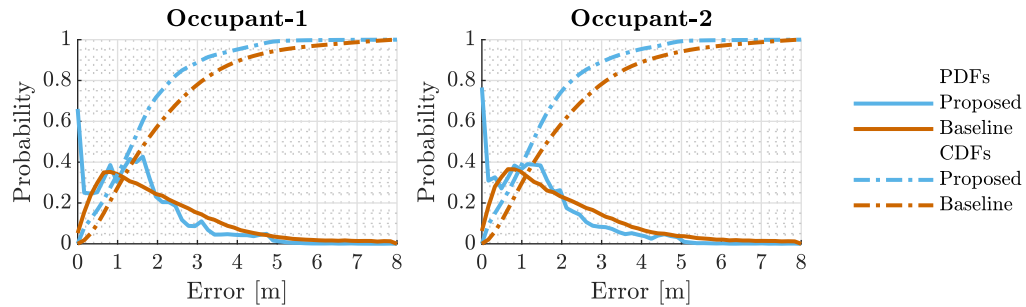 Occupant-1
Probability
1
0.8
0.6
0.4
0.2
0
0 1 2 3 4 5 6 7 8
Error [m]
Occupant-2
Probability
1
0.8
0.6
0.4
0.2
0
0 1 2 3 4 5 6 7 8
Error [m]
PDFs
Proposed
Baseline
CDFs
Proposed
Baseline